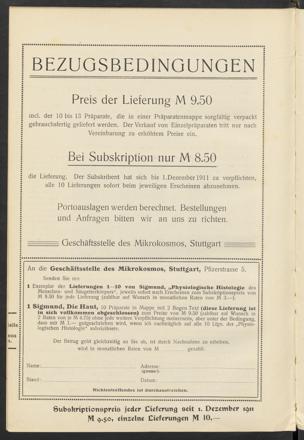 BEZUGSBEDINGUNGEN
Preis der Lieferung M 9.50
incl. der 10 bis 15 Präparate, die in einer Präparatenmappe sorgfältig verpackt
gebrauchsfertig geliefert werden. Der Verkauf von Einzelpräparaten tritt nur nach
Vereinbarung zu erhöhtem Preise ein.
Bei Subskription nur M 8.50
die Lieferung. Der Subskribent hat sich bis 1. Dezember 1911 zu verpflichten,
alle 10 Lieferungen sofort beim jeweiligen Erscheinen abzunehmen.
Portoauslagen werden berechnet. Bestellungen
und Anfragen bitten wir an uns zu richten.
Geschäftsstelle des Mikrokosmos, Stuttgart
An die Geschäftsstelle des Mikrokosmos, Stuttgart, Pfizerstrasse 5.
Senden Sie mir:
1 Exemplar der Lieferungen 1–10 von Sigmund, „Physiologische Histologie des
Menschen- und Säugetierkörpers", jeweils sofort nach Erscheinen zum Subskriptionspreis von
M 8.50 für jede Lieferung (zahlbar auf Wunsch in monatlichen Raten von M 3.—).
1 Sigmund, Die Haut, 10 Präparate in Mappe mit 2 Bogen Text (diese Lieferung ist
in sich vollkommen abgeschlossen) zum Preise von M 9.50 (zahlbar auf Wunsch in
2 Raten von je M 4.75) ohne jede weitere Verpflichtung meinerseits, aber unter der Bedingung,
dass mir M 1.— gutgeschrieben wird, wenn ich nachträglich auf alle 10 Lfgn. der „Physio-
logischen Histologie" subskribiere.
Der Betrag geht gleichzeitig an Sie ab, ist durch Nachnahme zu erheben,
wird in monatlichen Raten von M gezahlt.
Name: Adresse:
(genaue)
Stand: Datum:
Nichtzutreffendes ist durchzustreichen.
Subskriptionspreis jeder Lieferung seit 1. Dezember 1911
M 9.50, einzelne Lieferungen M 10.—